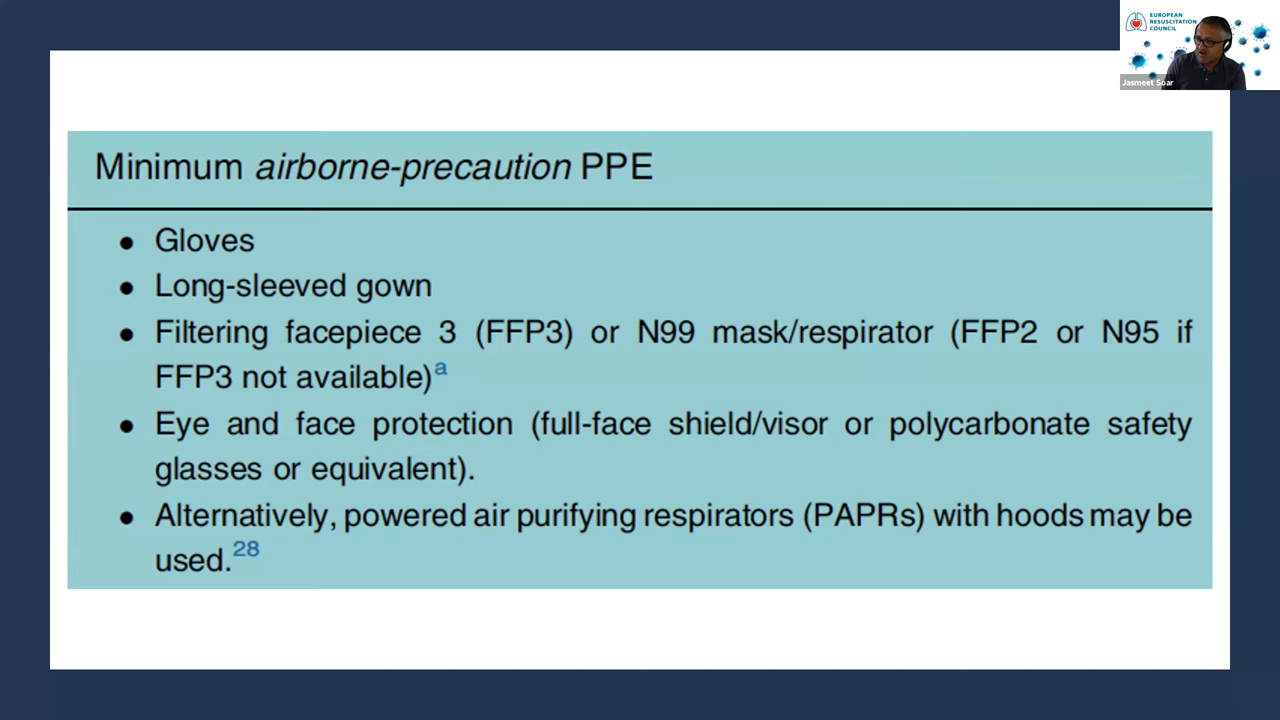 EUROPEAN
RESUSCITATION
COUNCIL
Jasmeet Soar
Minimum airborne-precaution PPE
● Gloves
● Long-sleeved gown
● Filtering facepiece 3 (FFP3) or N99 mask/respirator (FFP2 or N95 if
FFP3 not available)a
● Eye and face protection (full-face shield/visor or polycarbonate safety
glasses or equivalent).
● Alternatively, powered air purifying respirators (PAPRs) with hoods may be
used.28